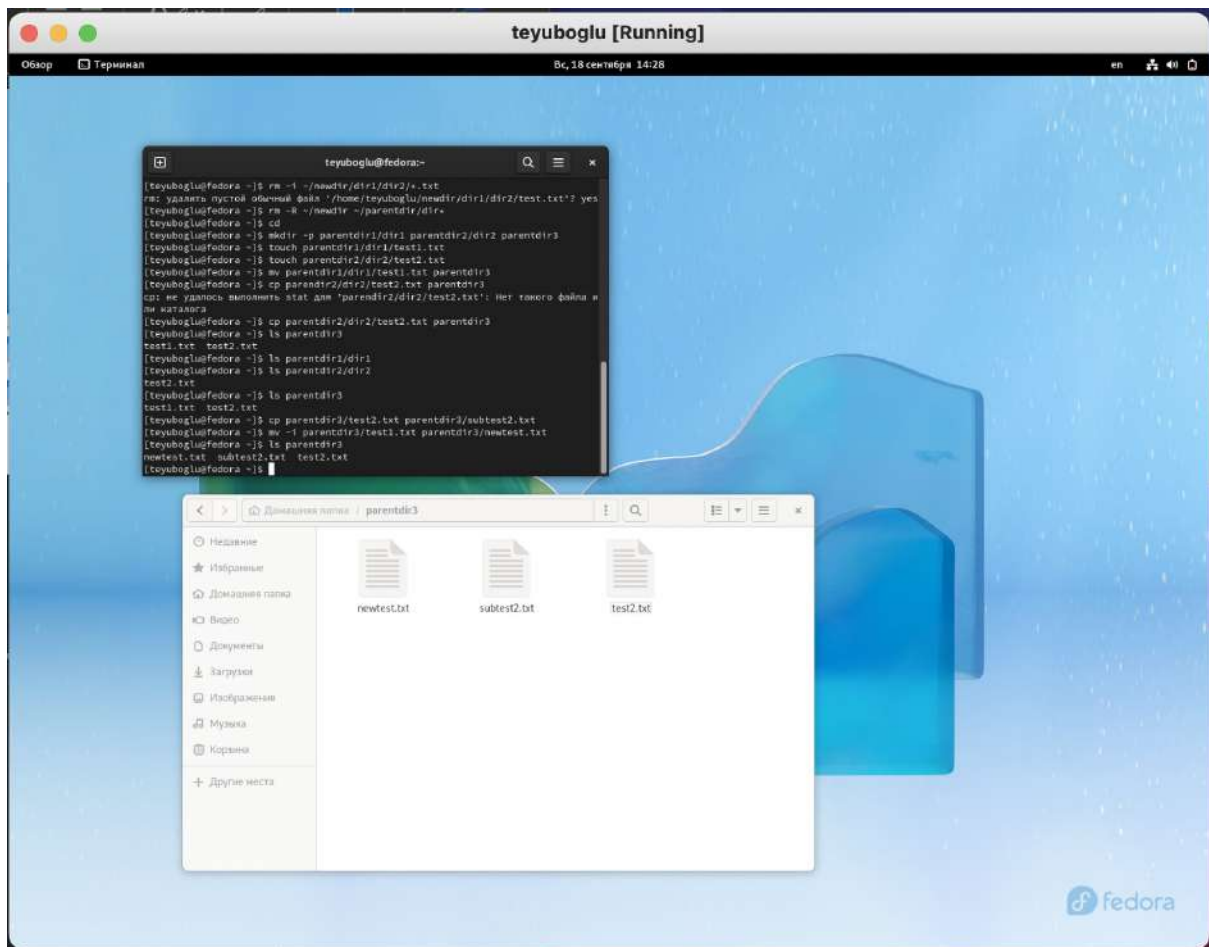 teyuboglu [Running]
Обзор Терминал Вс, 18 сентября 14:28 en
teyuboglu@fedora:~
[teyuboglu@fedora ~]$ rm -i ~/newdir/dir1/dir2/*.txt
rm: удалить пустой обычный файл '/home/teyuboglu/newdir/dir1/dir2/test.txt'? yes
[teyuboglu@fedora ~]$ rm -R ~/newdir ~/parentdir/dir*
[teyuboglu@fedora ~]$ cd
[teyuboglu@fedora ~]$ mkdir -p parentdir1/dir1 parentdir2/dir2 parentdir3
[teyuboglu@fedora ~]$ touch parentdir1/dir1/test1.txt
[teyuboglu@fedora ~]$ touch parentdir2/dir2/test2.txt
[teyuboglu@fedora ~]$ mv parentdir1/dir1/test1.txt parentdir3
[teyuboglu@fedora ~]$ cp parendir2/dir2/test2.txt parentdir3
cp: не удалось выполнить stat для 'parendir2/dir2/test2.txt': Нет такого файла и
ли каталога
[teyuboglu@fedora ~]$ cp parentdir2/dir2/test2.txt parentdir3
[teyuboglu@fedora ~]$ ls parentdir3
test1.txt test2.txt
[teyuboglu@fedora ~]$ ls parentdir1/dir1
[teyuboglu@fedora ~]$ ls parentdir2/dir2
test2.txt
[teyuboglu@fedora ~]$ ls parentdir3
test1.txt test2.txt
[teyuboglu@fedora ~]$ cp parentdir3/test2.txt parentdir3/subtest2.txt
[teyuboglu@fedora ~]$ mv -i parentdir3/test1.txt parentdir3/newtest.txt
[teyuboglu@fedora ~]$ ls parentdir3
newtest.txt subtest2.txt test2.txt
[teyuboglu@fedora ~]$
Домашняя папка / parentdir3
Недавние
Избранные
Домашняя папка
Видео
Документы
Загрузки
Изображения
Музыка
Корзина
Другие места
newtest.txt subtest2.txt test2.txt
fedora